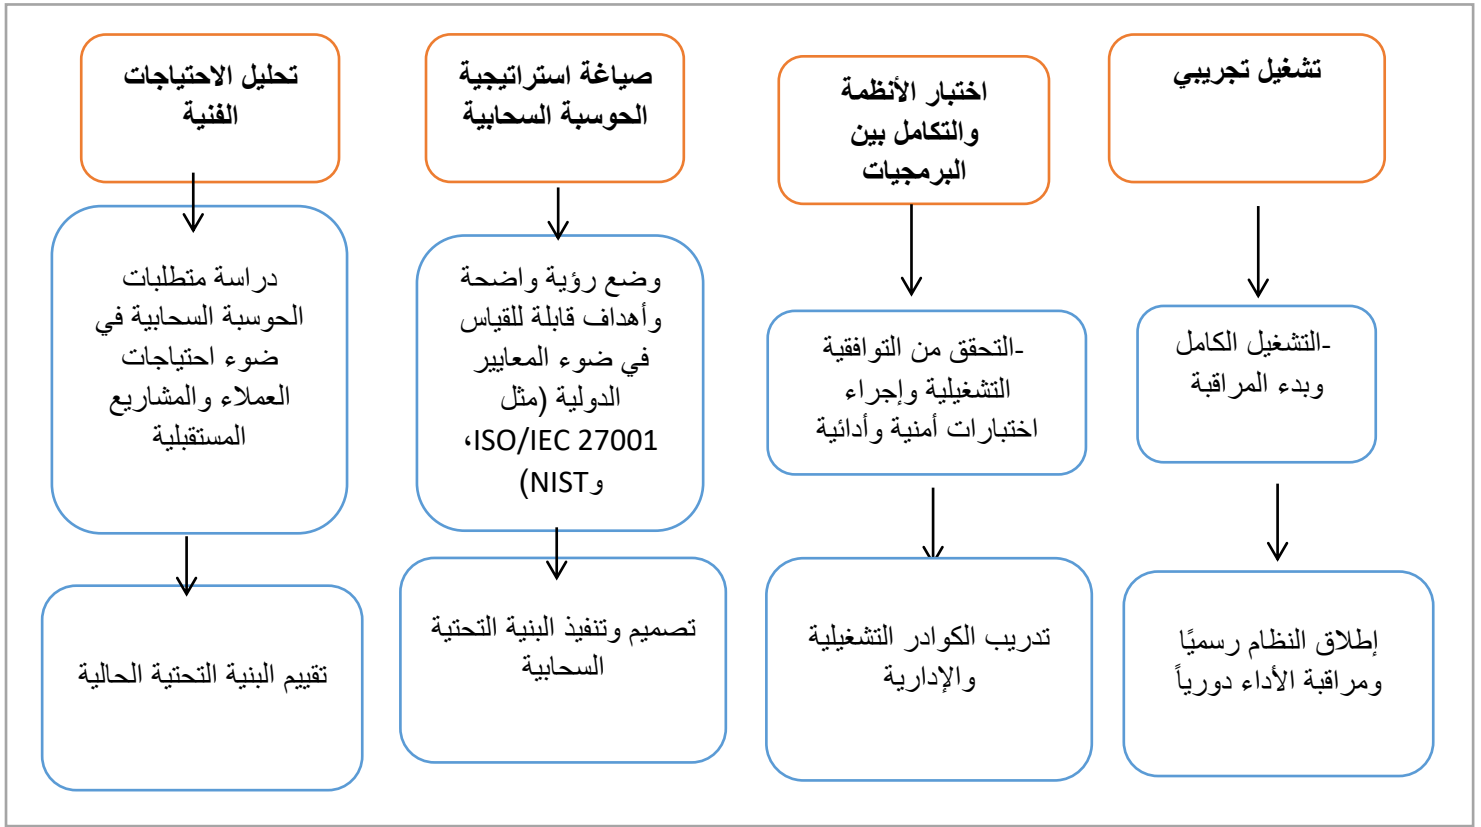 تحليل الاحتياجات
الفنية
دراسة متطلبات
الحوسبة السحابية في
ضوء احتياجات
العملاء والمشاريع
المستقبلية
تقييم البنية التحتية الحالية
صياغة استراتيجية
الحوسبة السحابية
وضع رؤية واضحة
وأهداف قابلة للقياس
في ضوء المعايير
الدولية (مثل
ISO/IEC 27001،
وNIST)
تصميم وتنفيذ البنية التحتية
السحابية
اختبار الأنظمة
والتكامل بين
البرمجيات
-التحقق من التوافقية
التشغيلية وإجراء
اختبارات أمنية وأدائية
تدريب الكوادر التشغيلية
والإدارية
تشغيل تجريبي
-التشغيل الكامل
وبدء المراقبة
إطلاق النظام رسميًا
ومراقبة الأداء دورياً